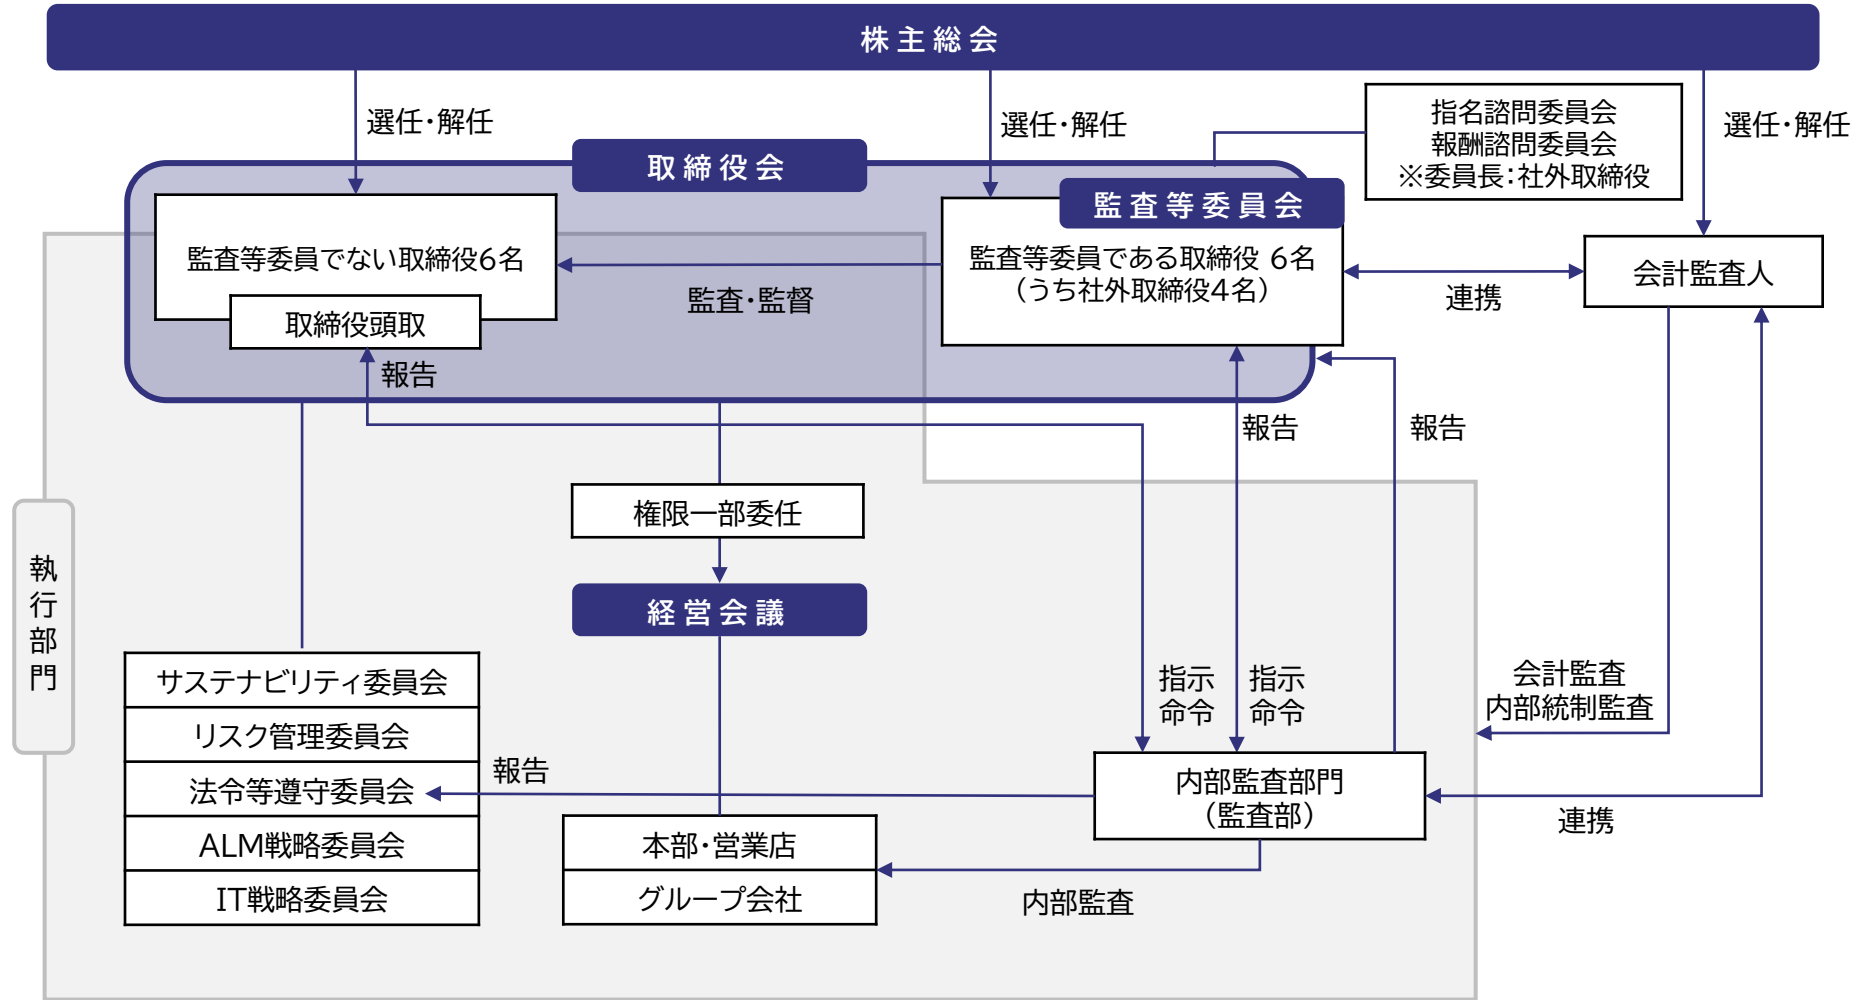 株主総会
選任・解任
選任・解任
指名諮問委員会
報酬諮問委員会
※委員長：社外取締役
選任・解任
取締役会
監査等委員会
監査等委員でない取締役6名
取締役頭取
監査・監督
監査等委員である取締役 6名
（うち社外取締役4名）
連携
会計監査人
報告
報告
報告
権限一部委任
経営会議
執行部門
サステナビリティ委員会
リスク管理委員会
法令等遵守委員会
ALM戦略委員会
IT戦略委員会
報告
本部・営業店
グループ会社
指示
命令
指示
命令
会計監査
内部統制監査
内部監査部門
（監査部）
連携
内部監査